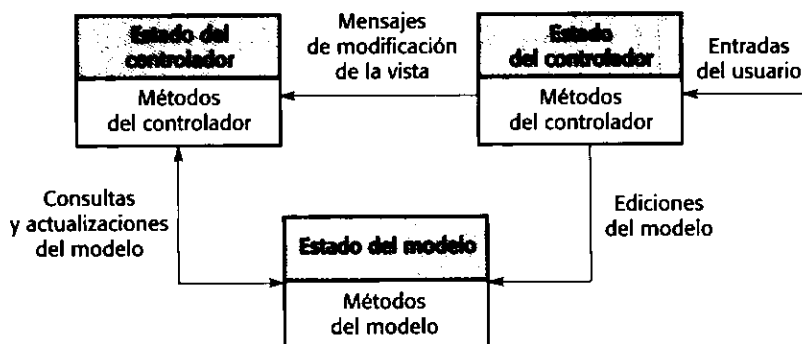 Estado del
controlador
Métodos
del controlador
Mensajes
de modificación
de la vista
Estado
del controlador
Métodos
del controlador
Entradas
del usuario
Consultas
y actualizaciones
del modelo
Estado del modelo
Métodos
del modelo
Ediciones
del modelo